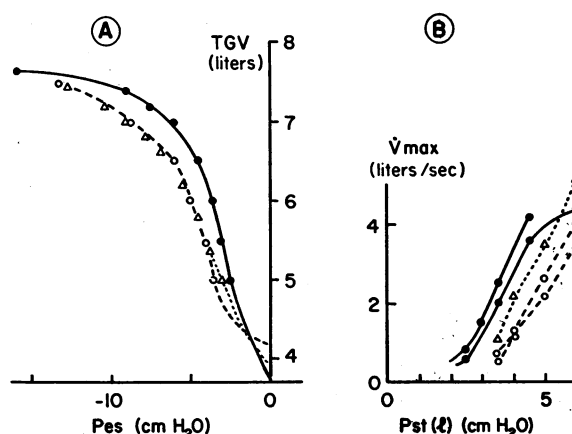 A
TGV
(liters)
8
7
6
5
4
-10
0
Pes (cm H₂O)
B
V̇max
(liters/sec)
4
2
0
0
5
Pst(ℓ) (cm H₂O)